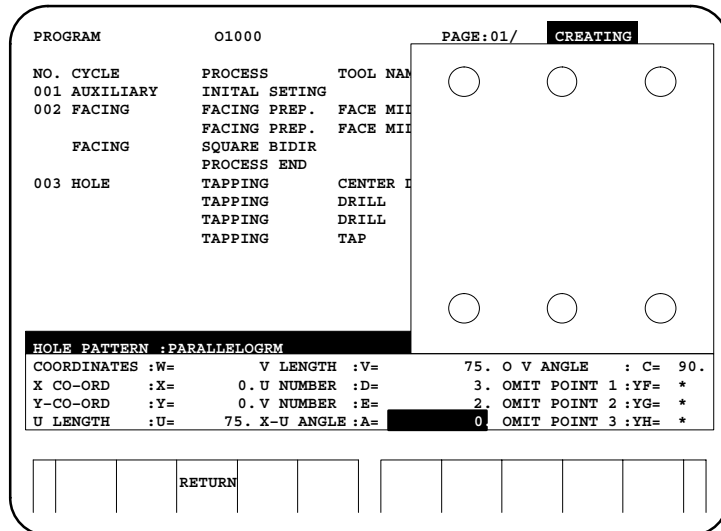 PROGRAM O1000 PAGE:01/ CREATING
NO. CYCLE PROCESS TOOL NAM
001 AUXILIARY INITAL SETING
002 FACING FACING PREP. FACE MIL
FACING PREP. FACE MIL
FACING SQUARE BIDIR
PROCESS END
003 HOLE TAPPING CENTER D
TAPPING DRILL
TAPPING DRILL
TAPPING TAP
HOLE PATTERN :PARALLELOGRM
COORDINATES :W= V LENGTH :V= 75. O V ANGLE : C= 90.
X CO-ORD :X= 0. U NUMBER :D= 3. OMIT POINT 1 :YF= *
Y-CO-ORD :Y= 0. V NUMBER :E= 2. OMIT POINT 2 :YG= *
U LENGTH :U= 75. X-U ANGLE :A= 0. OMIT POINT 3 :YH= *
RETURN